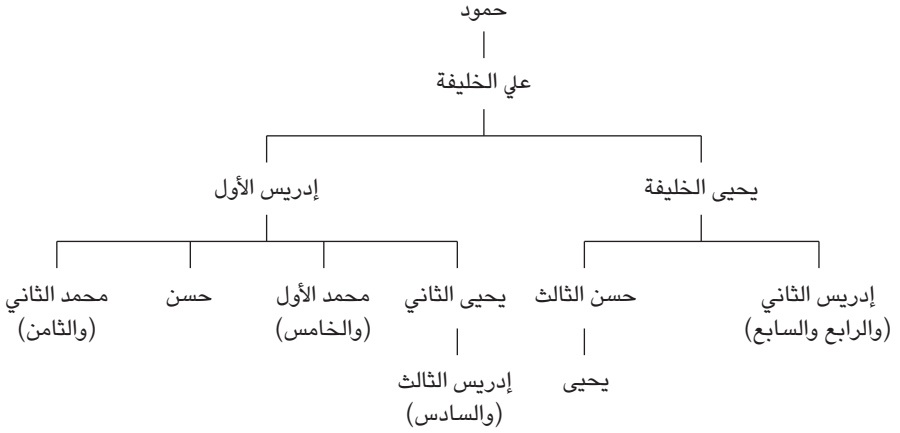 حمود
علي الخليفة
يحيى الخليفة
إدريس الأول
إدريس الثاني
(والرابع والسابع)
حسن الثالث
يحيى الثاني
محمد الأول
(والخامس)
حسن
محمد الثاني
(والثامن)
يحيى
إدريس الثالث
(والسادس)